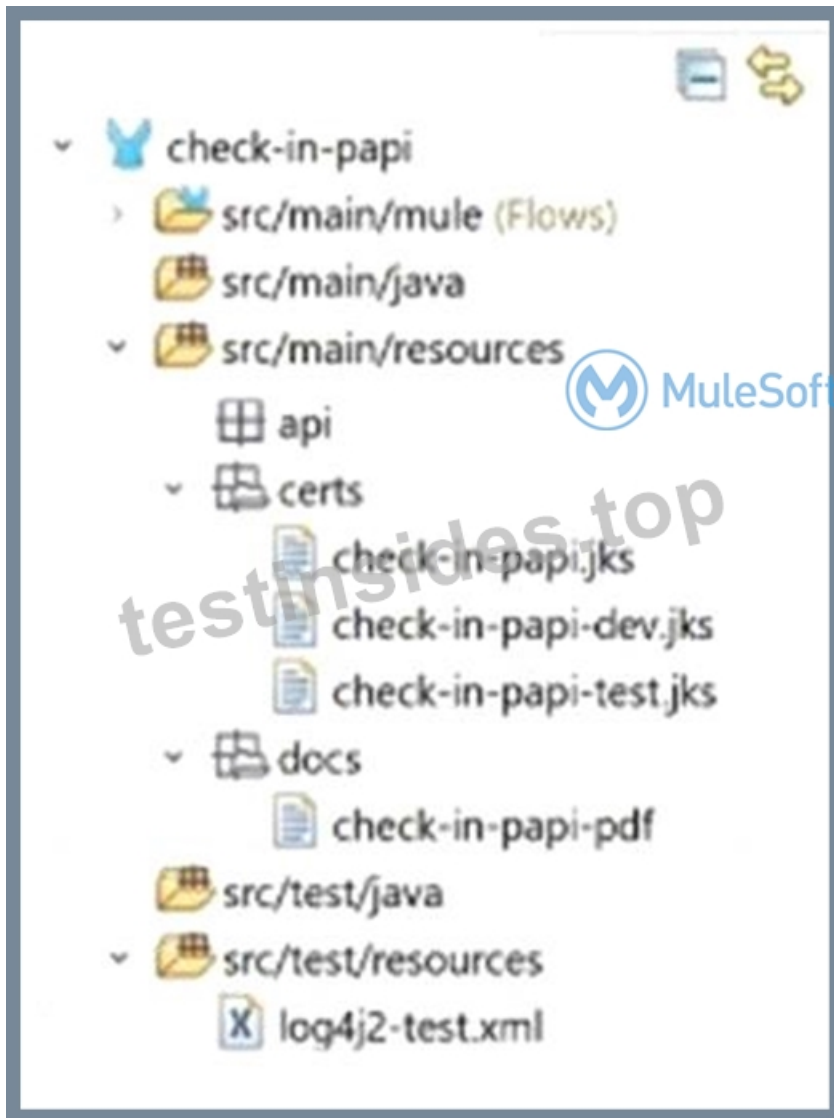 check-in-papi
src/main/mule (Flows)
src/main/java
src/main/resources
MuleSoft
api
certs
testinsides.top
check-in-papi.jks
check-in-papi-dev.jks
check-in-papi-test.jks
docs
check-in-papi-pdf
src/test/java
src/test/resources
log4j2-test.xml